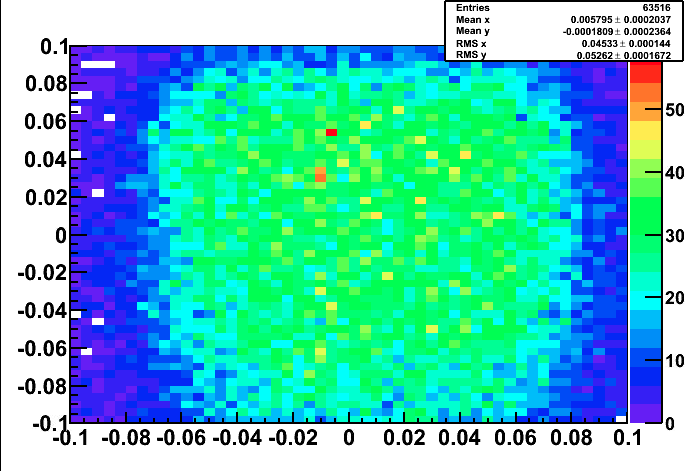 Entries 63516
Mean x 0.005795 ± 0.0002037
Mean y -0.0001809 ± 0.0002364
RMS x 0.04533 ± 0.000144
RMS y 0.05262 ± 0.0001672
0.1
0.08
0.06
0.04
0.02
0
-0.02
-0.04
-0.06
-0.08
-0.1
-0.1 -0.08 -0.06 -0.04 -0.02 0 0.02 0.04 0.06 0.08 0.1
50
40
30
20
10
0